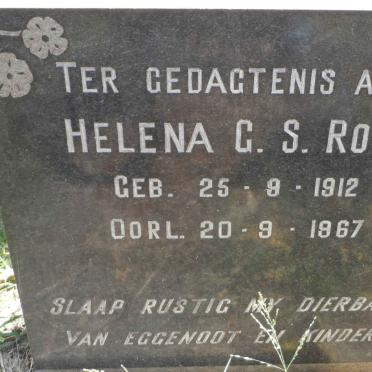 TER GEDAGTENIS A
HELENA G. S. RO
GEB. 25 - 9 - 1912
OORL. 20 - 9 - 1967
SLAAP RUSTIG MY DIERBA
VAN EGGENOOT EN KINDER